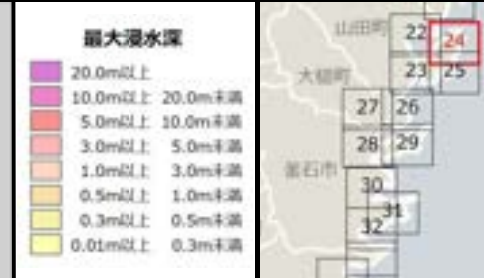 最大浸水深
20.0m以上
10.0m以上 20.0m未満
5.0m以上 10.0m未満
3.0m以上 5.0m未満
1.0m以上 3.0m未満
0.5m以上 1.0m未満
0.3m以上 0.5m未満
0.01m以上 0.3m未満
山田町 22 24
大槌町 23 25
27 26
28 29
釜石市 30
31
32